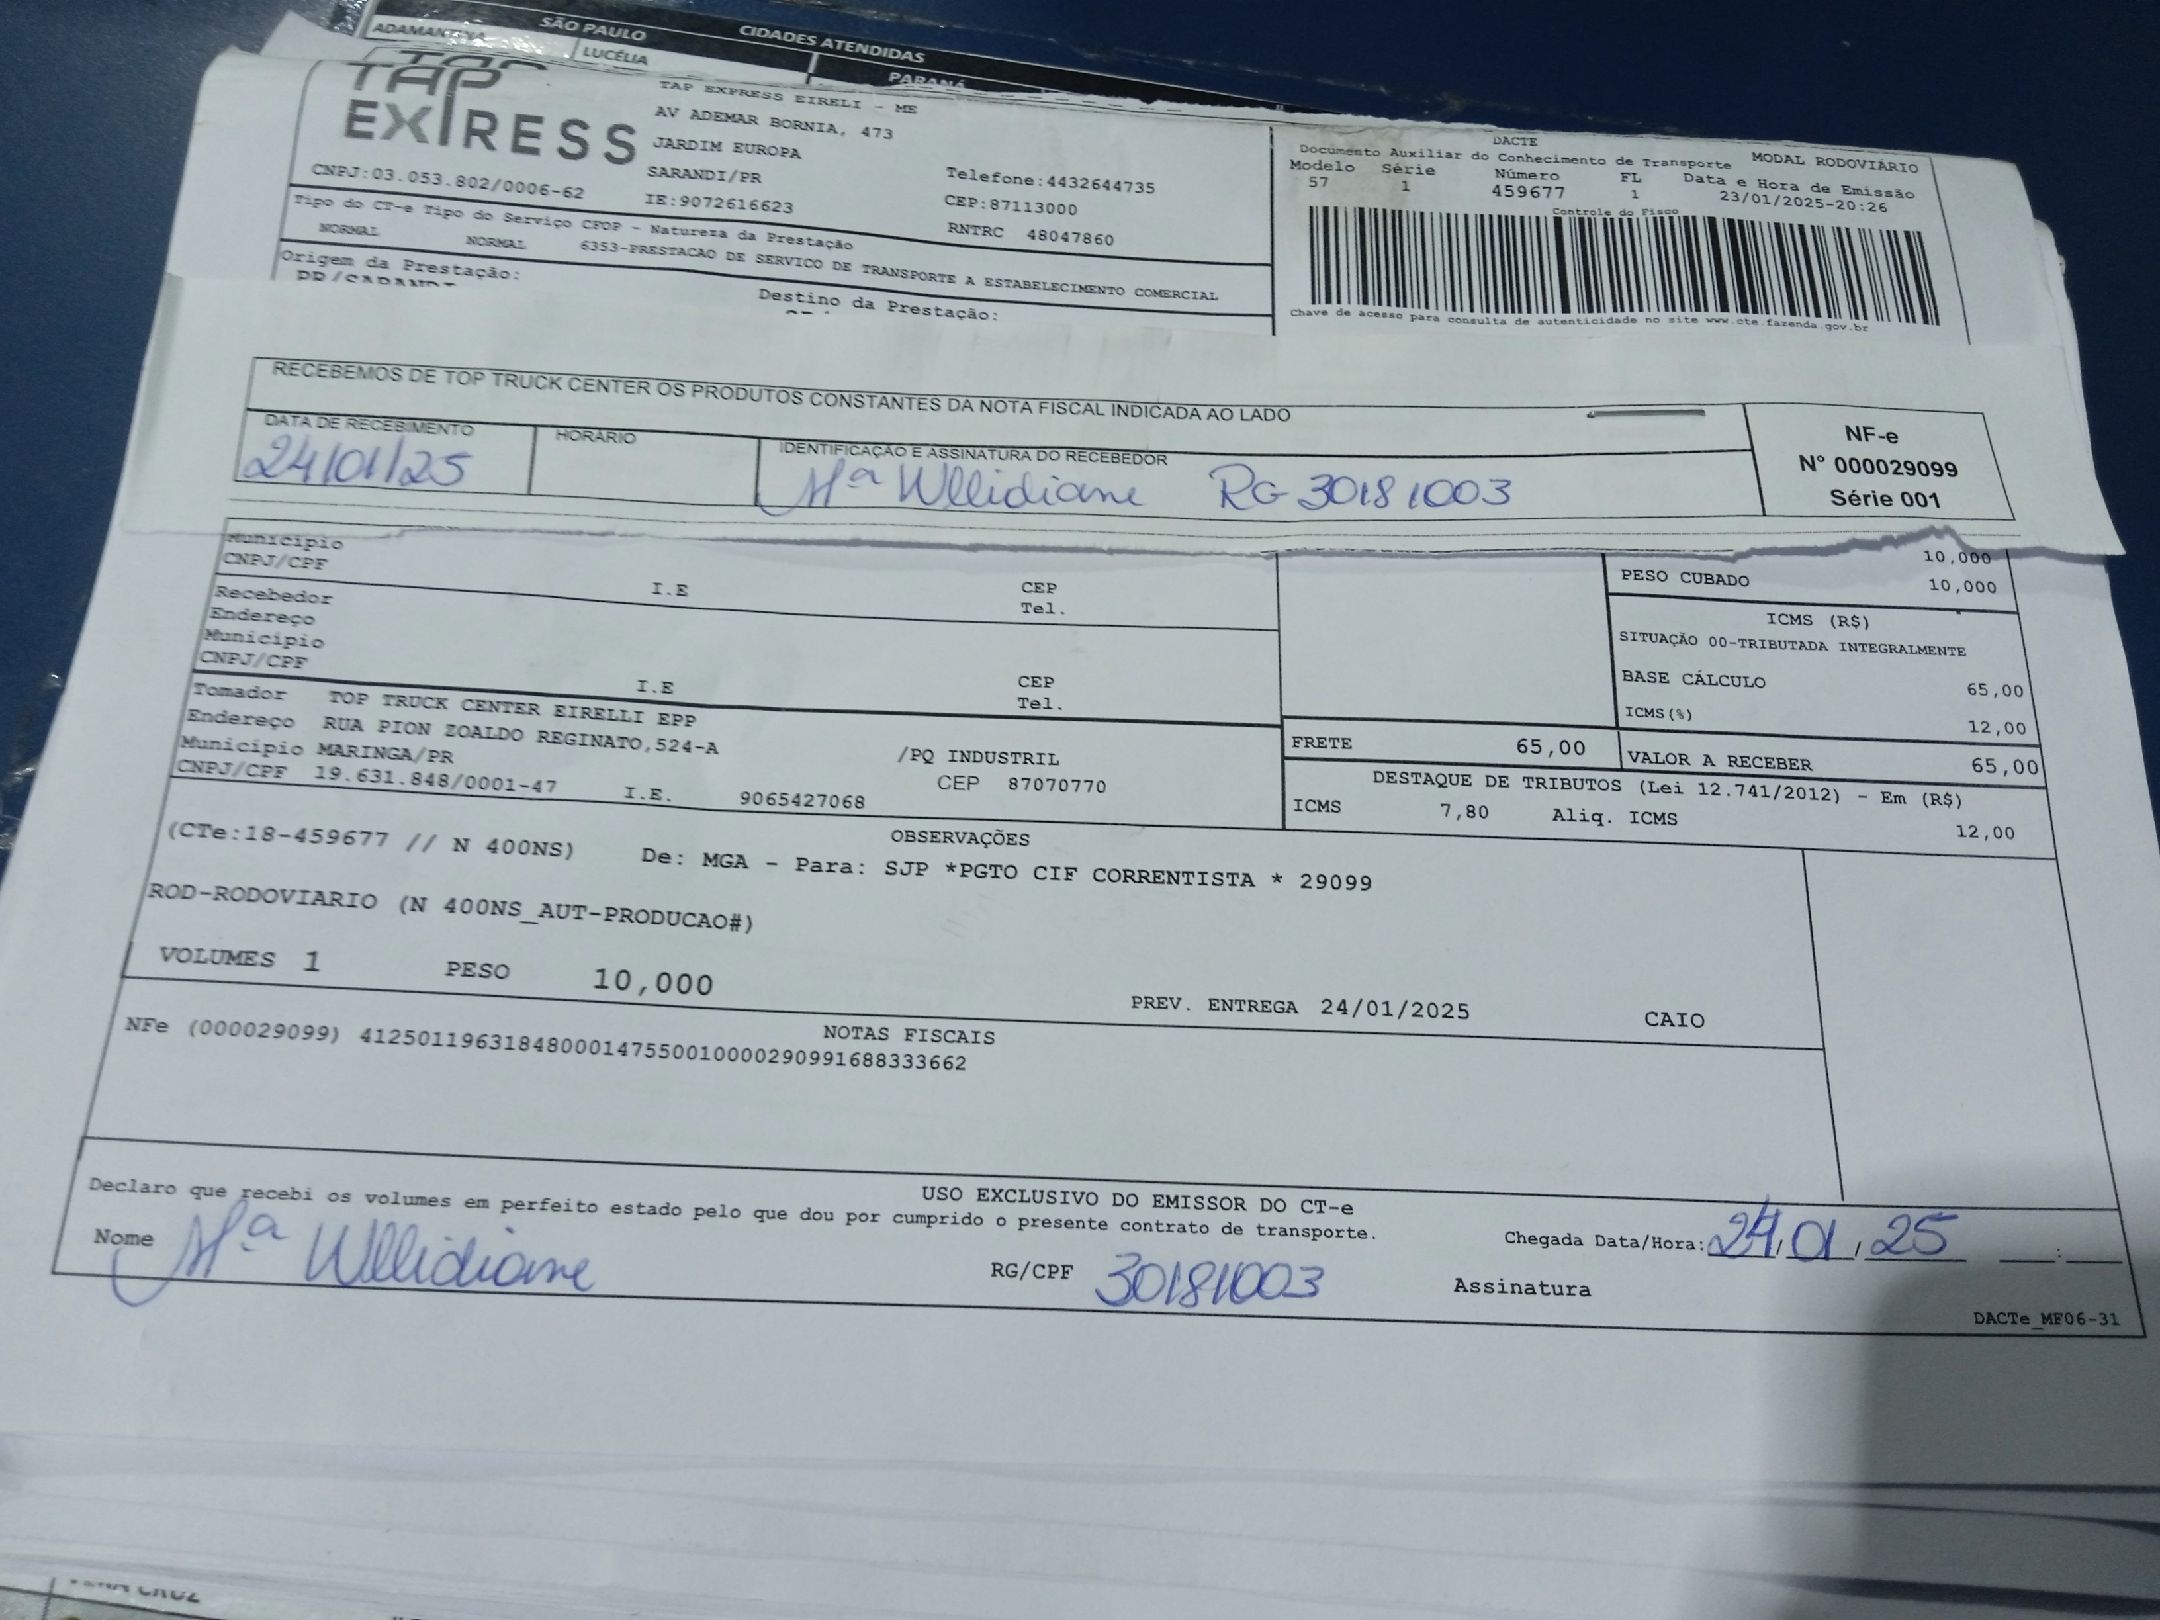 SÃO PAULO CIDADES ATENDIDAS
LUCÉLIA PARANÁ
TAP
EXPRESS
TAP EXPRESS EIRELI - ME
AV ADEMAR BORNIA, 473
JARDIM EUROPA
SARANDI/PR Telefone:4432644735
CNPJ:03.053.802/0006-62 IE:9072616623 CEP:87113000
RNTRC 48047860
DACTE
Documento Auxiliar do Conhecimento de Transporte MODAL RODOVIÁRIO
Modelo Série Número FL Data e Hora de Emissão
57 1 459677 1 23/01/2025-20:26
Controle do Fisco
Chave de acesso para consulta de autenticidade no site www.cte.fazenda.gov.br
Tipo do CT-e Tipo do Serviço CFOP - Natureza da Prestação
NORMAL NORMAL 6353-PRESTACAO DE SERVICO DE TRANSPORTE A ESTABELECIMENTO COMERCIAL
Origem da Prestação: Destino da Prestação:
RECEBEMOS DE TOP TRUCK CENTER OS PRODUTOS CONSTANTES DA NOTA FISCAL INDICADA AO LADO
DATA DE RECEBIMENTO HORÁRIO IDENTIFICAÇÃO E ASSINATURA DO RECEBEDOR
24/01/25 Mª Wllidiane RG 30181003
NF-e
Nº 000029099
Série 001
Município 10,000
CNPJ/CPF I.E CEP PESO CUBADO 10,000
Recebedor Tel.
Endereço
Município
CNPJ/CPF I.E CEP
Tel.
ICMS (R$)
SITUAÇÃO 00-TRIBUTADA INTEGRALMENTE
BASE CÁLCULO 65,00
ICMS(%) 12,00
Tomador TOP TRUCK CENTER EIRELLI EPP
Endereço RUA PION ZOALDO REGINATO,524-A /PQ INDUSTRIL
Município MARINGA/PR CEP 87070770
CNPJ/CPF 19.631.848/0001-47 I.E. 9065427068
FRETE 65,00 VALOR A RECEBER 65,00
DESTAQUE DE TRIBUTOS (Lei 12.741/2012) - Em (R$)
ICMS 7,80 Aliq. ICMS 12,00
OBSERVAÇÕES
(CTe:18-459677 // N 400NS) De: MGA - Para: SJP *PGTO CIF CORRENTISTA * 29099
ROD-RODOVIARIO (N 400NS_AUT-PRODUCAO#)
VOLUMES 1 PESO 10,000 PREV. ENTREGA 24/01/2025 CAIO
NOTAS FISCAIS
NFe (000029099) 41250119631848000147550010000290991688333662
USO EXCLUSIVO DO EMISSOR DO CT-e
Declaro que recebi os volumes em perfeito estado pelo que dou por cumprido o presente contrato de transporte.
Nome Mª Wllidiane RG/CPF 30181003 Chegada Data/Hora: 24/01/25 __:__
Assinatura
DACTe_MF06-31